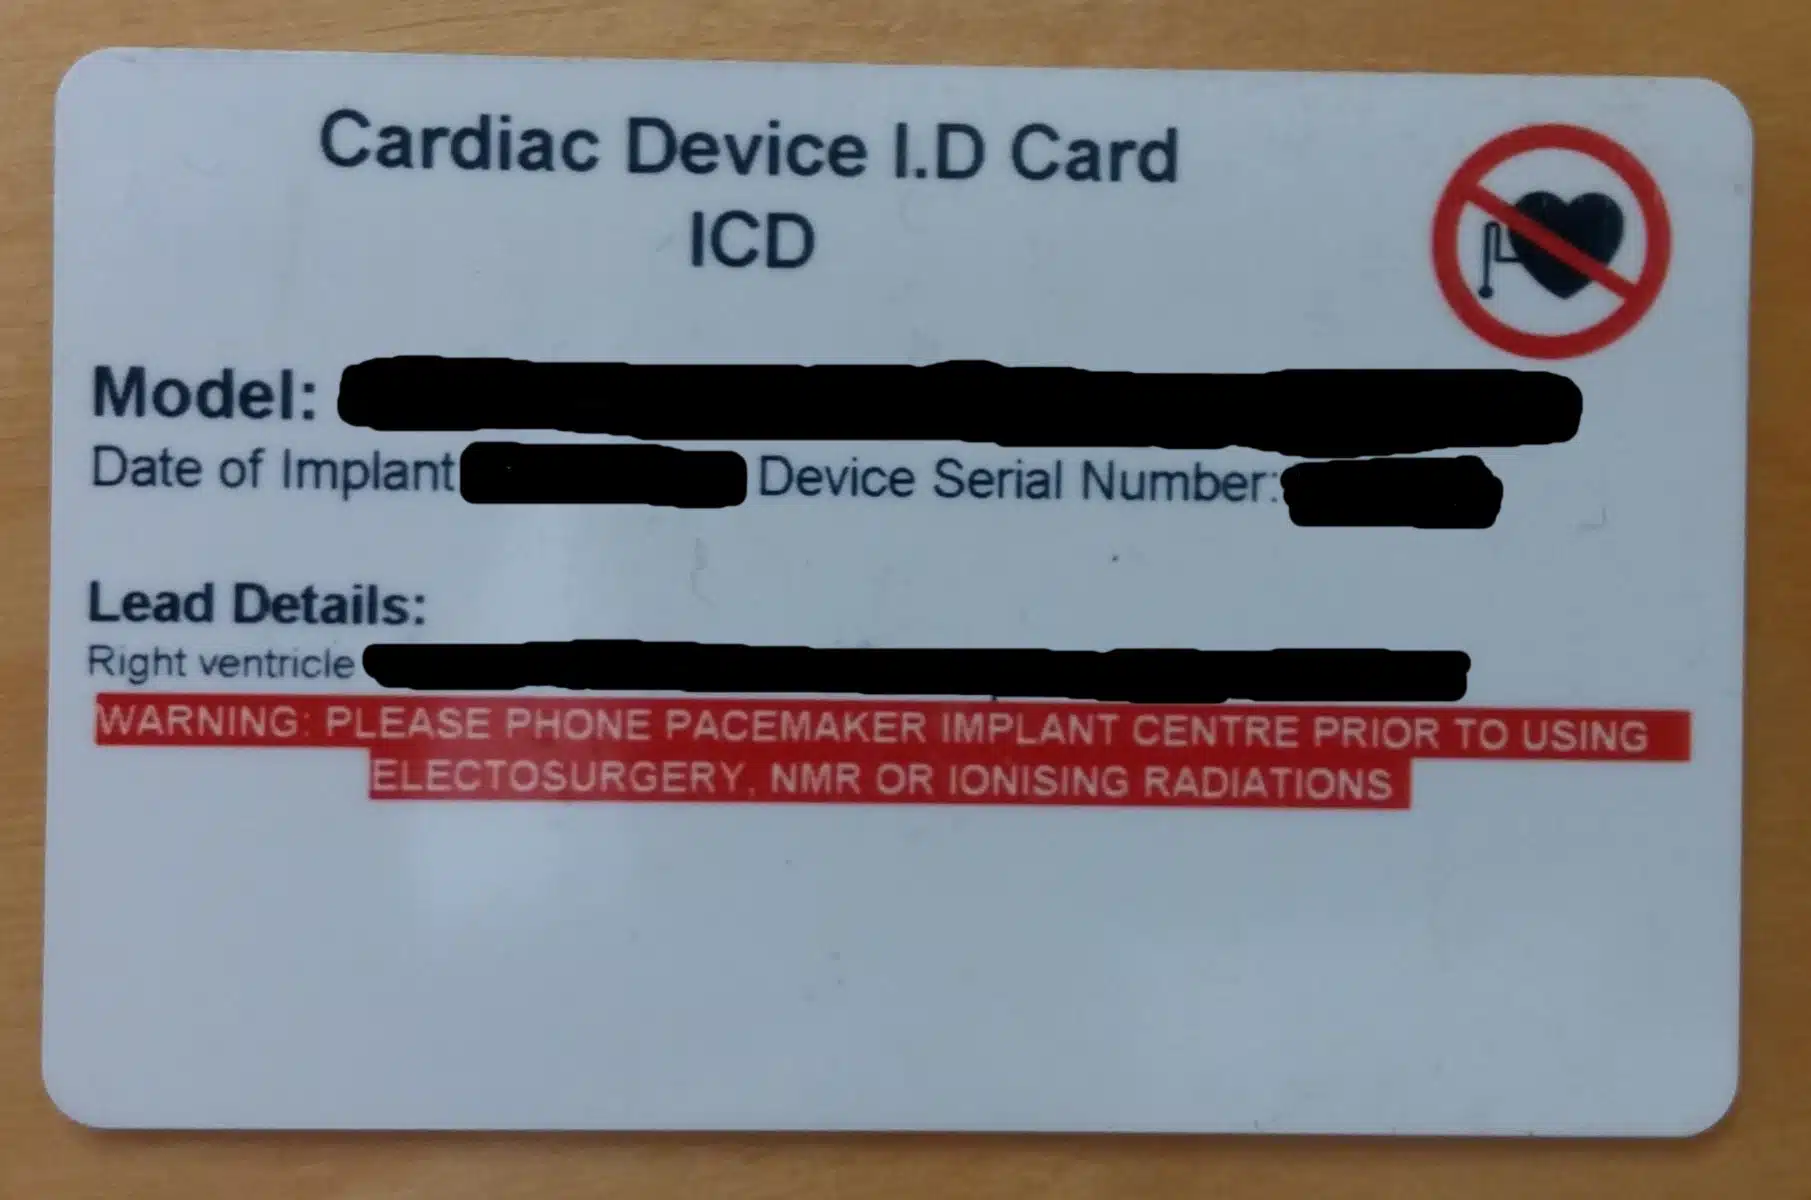 Cardiac Device I.D Card
ICD
Model:
Date of Implant Device Serial Number:
Lead Details:
Right ventricle
WARNING: PLEASE PHONE PACEMAKER IMPLANT CENTRE PRIOR TO USING
ELECTOSURGERY, NMR OR IONISING RADIATIONS